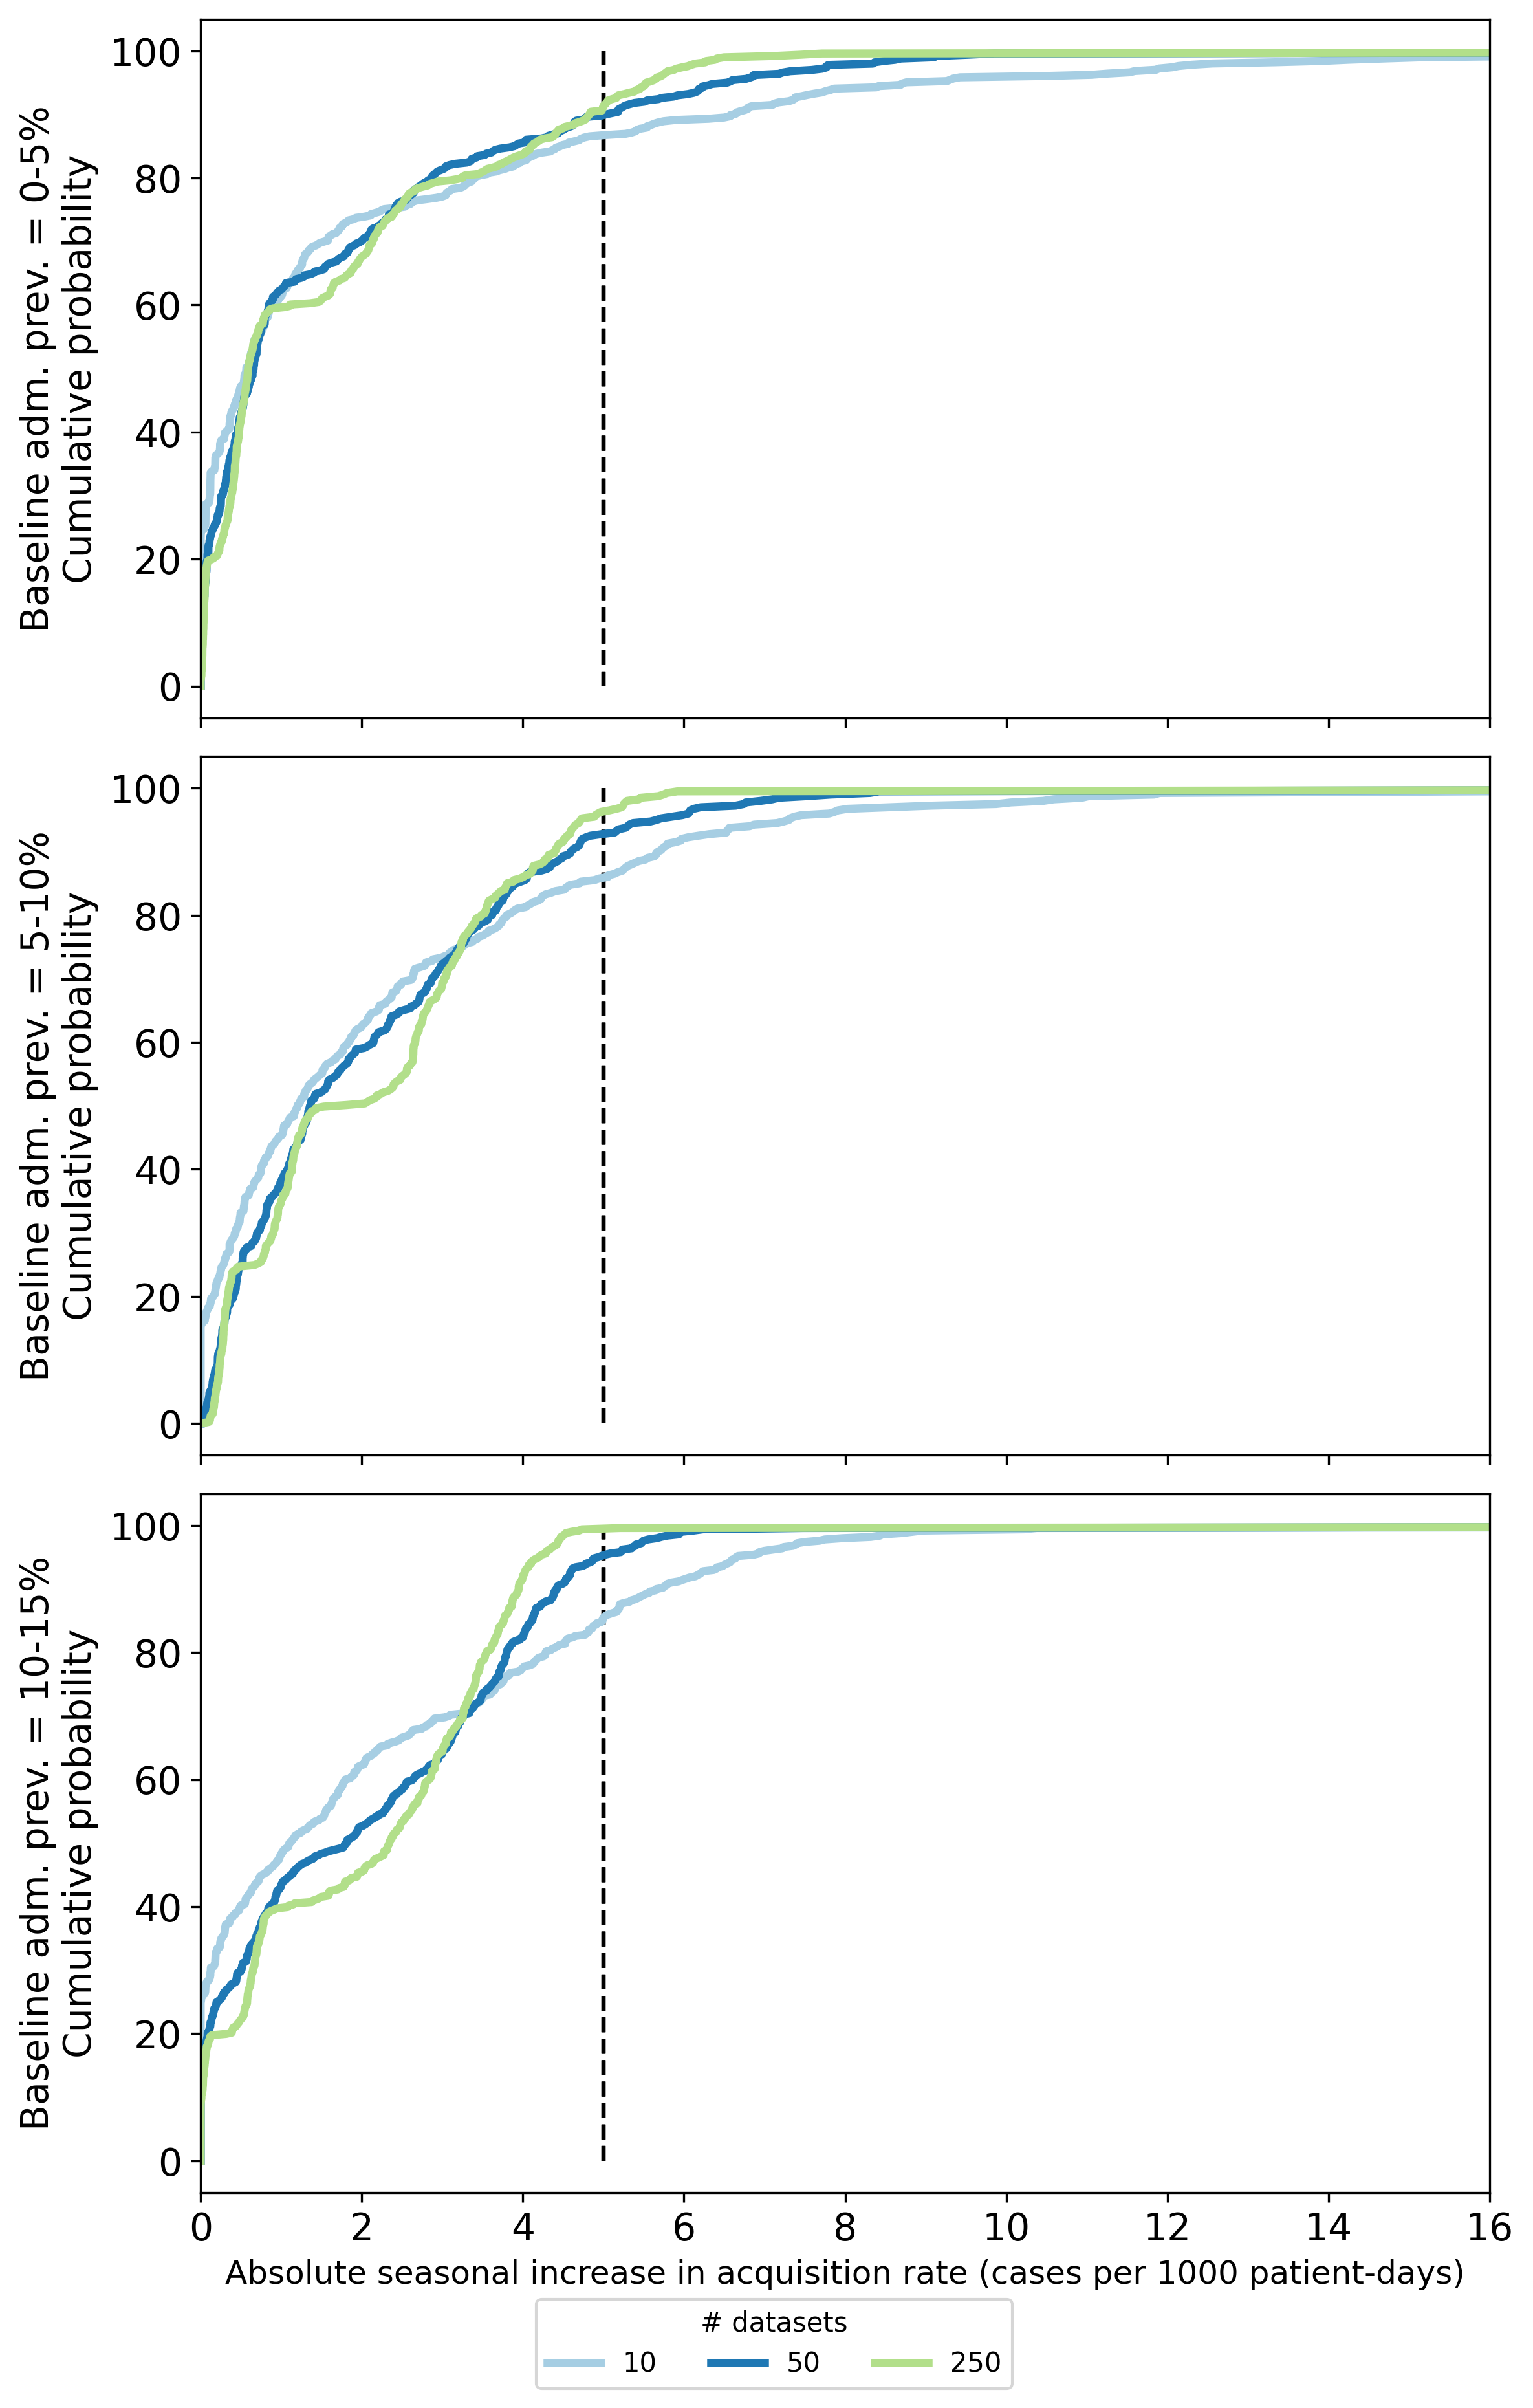 Baseline adm. prev. = 0-5%
Cumulative probability
100
80
60
40
20
0
Baseline adm. prev. = 5-10%
Cumulative probability
100
80
60
40
20
0
Baseline adm. prev. = 10-15%
Cumulative probability
100
80
60
40
20
0
0 2 4 6 8 10 12 14 16
Absolute seasonal increase in acquisition rate (cases per 1000 patient-days)
# datasets
10 50 250